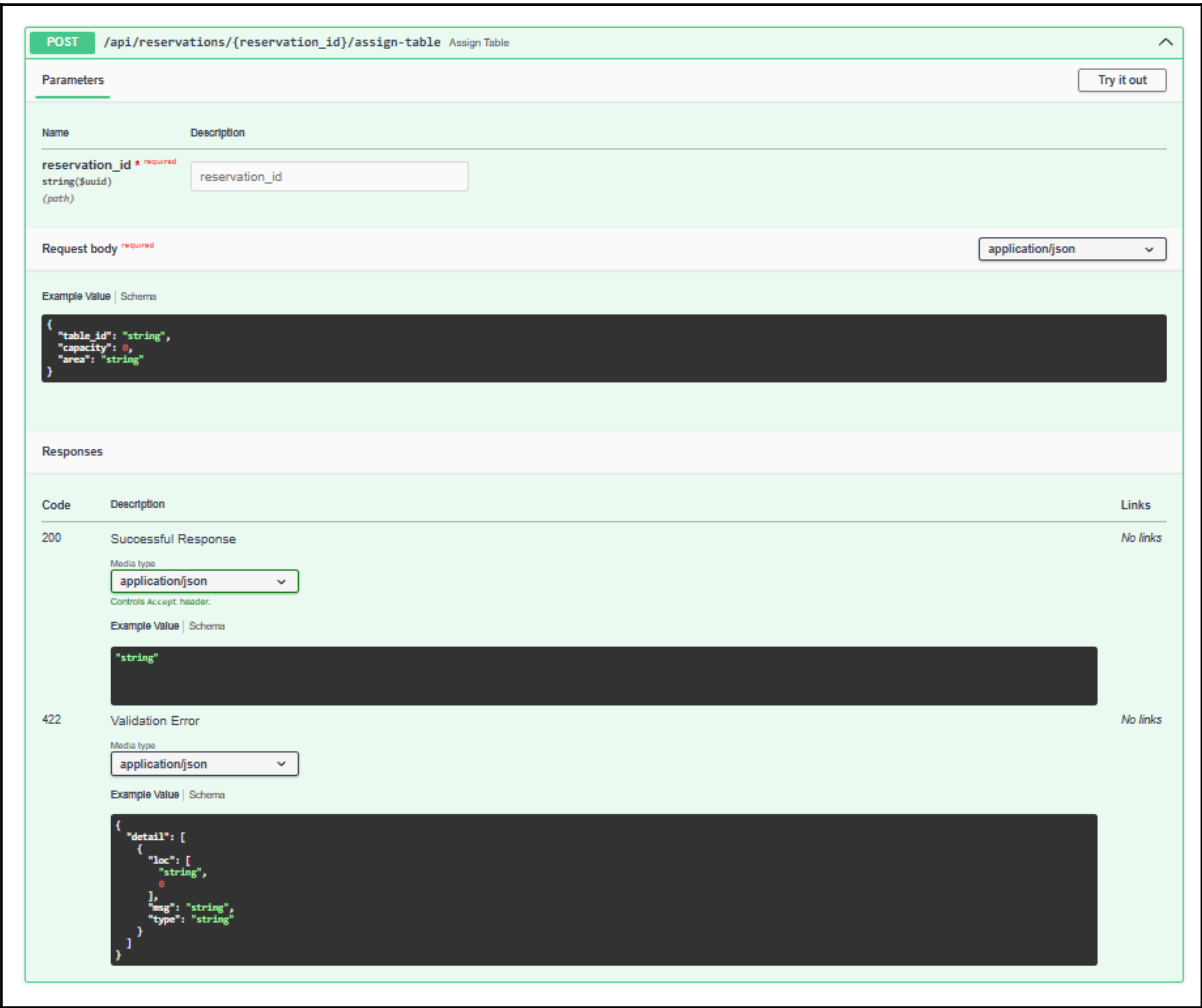 POST /api/reservations/{reservation_id}/assign-table Assign Table
Parameters
Try it out
Name Description
reservation_id * required
string($uuid)
(path)
reservation_id
Request body required
application/json
Example Value | Schema
{
  "table_id": "string",
  "capacity": 0,
  "area": "string"
}
Responses
Code Description Links
200 Successful Response No links
Media type
application/json
Controls Accept header.
Example Value | Schema
"string"
422 Validation Error No links
Media type
application/json
Example Value | Schema
{
  "detail": [
    {
      "loc": [
        "string",
        0
      ],
      "msg": "string",
      "type": "string"
    }
  ]
}